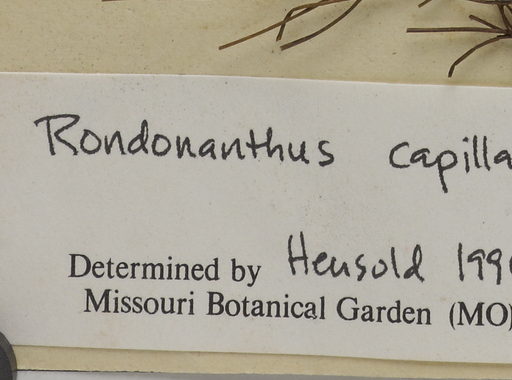 Rondonanthus capilla
Determined by Hensold 199
Missouri Botanical Garden (MO)